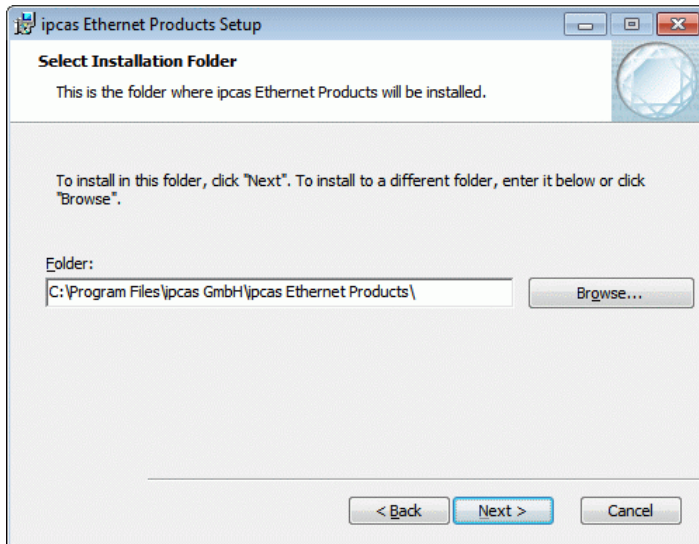 ipcas Ethernet Products Setup
Select Installation Folder
This is the folder where ipcas Ethernet Products will be installed.
To install in this folder, click "Next". To install to a different folder, enter it below or click
"Browse".
Folder:
C:\Program Files\ipcas GmbH\ipcas Ethernet Products\
Browse...
< Back
Next >
Cancel